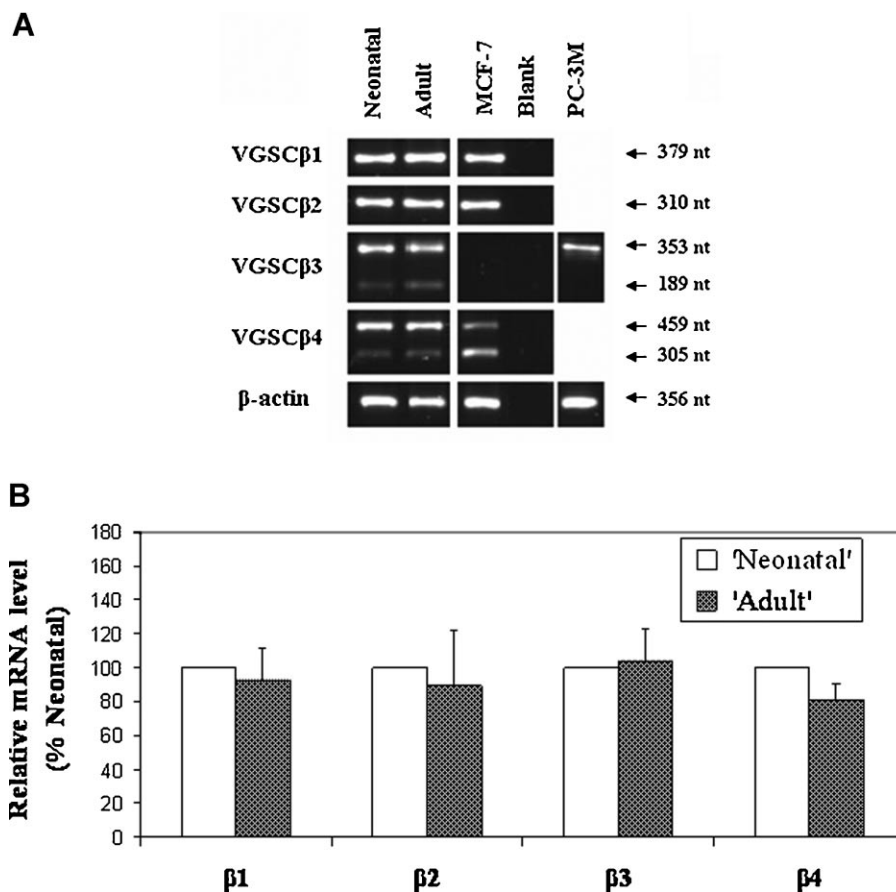 A
Neonatal
Adult
MCF-7
Blank
PC-3M
VGSCβ1
← 379 nt
VGSCβ2
← 310 nt
VGSCβ3
← 353 nt
← 189 nt
VGSCβ4
← 459 nt
← 305 nt
β-actin
← 356 nt
B
Relative mRNA level
(% Neonatal)
180
160
140
120
100
80
60
40
20
0
'Neonatal'
'Adult'
β1
β2
β3
β4